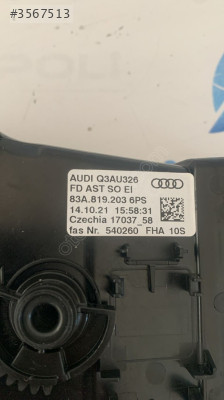 #3567513
AUDI Q3AU326
FD AST SO EI
83A.819.203 6PS
14.10.21 15:58:31
Czechia 17037_58
fas Nr. 540260 FHA 10S